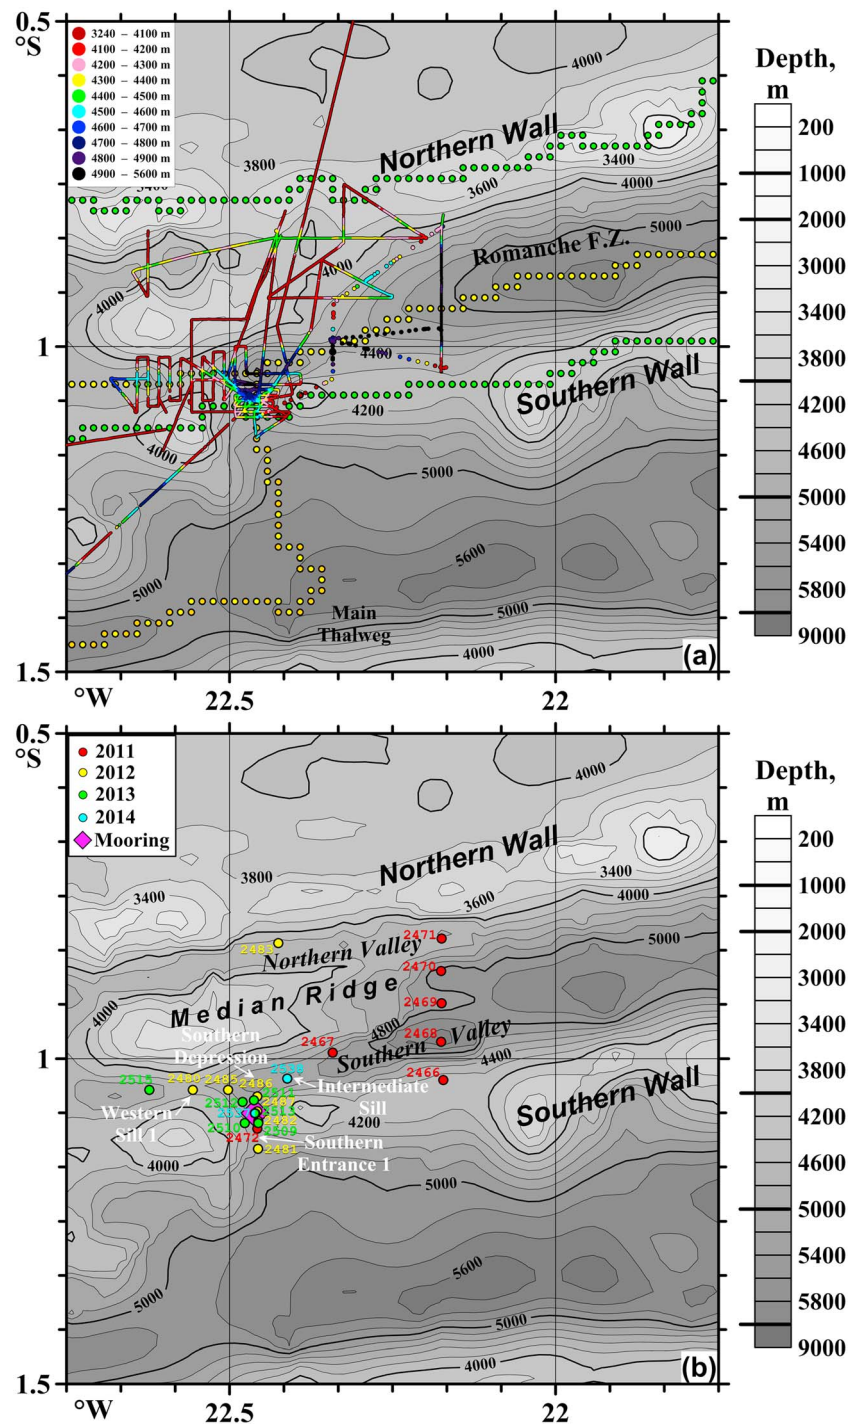 0.5
°S
3240 – 4100 m
4100 – 4200 m
4200 – 4300 m
4300 – 4400 m
4400 – 4500 m
4500 – 4600 m
4600 – 4700 m
4700 – 4800 m
4800 – 4900 m
4900 – 5600 m
4000
Northern Wall
3800
3400
3400
3600
4000
5000
Romanche F.Z.
4000
4000
1
4400
Southern Wall
4200
4000
5000
5600
5000
Main
Thalweg
5000
4000
(a)
1.5
°W
22.5
22
Depth,
m
200
1000
2000
3000
3400
3800
4200
4600
5000
5400
5800
9000
0.5
°S
2011
2012
2013
2014
Mooring
4000
Northern Wall
3800
3400
3400
4000
3600
2471
5000
2483
Northern Valley
2470
Median Ridge
2469
4000
4800
2468
Valley
Southern
Depression
2467
Southern
4400
1
2538
2466
2515
2480
2485
2486
Intermediate
Sill
Southern Wall
2511
2512
2487
2513
Western
Sill 1
2482
4200
2510
2509
2472
Southern
Entrance 1
2481
4000
5000
5600
5000
5000
4000
(b)
1.5
°W
22.5
22
Depth,
m
200
1000
2000
3000
3400
3800
4200
4600
5000
5400
5800
9000